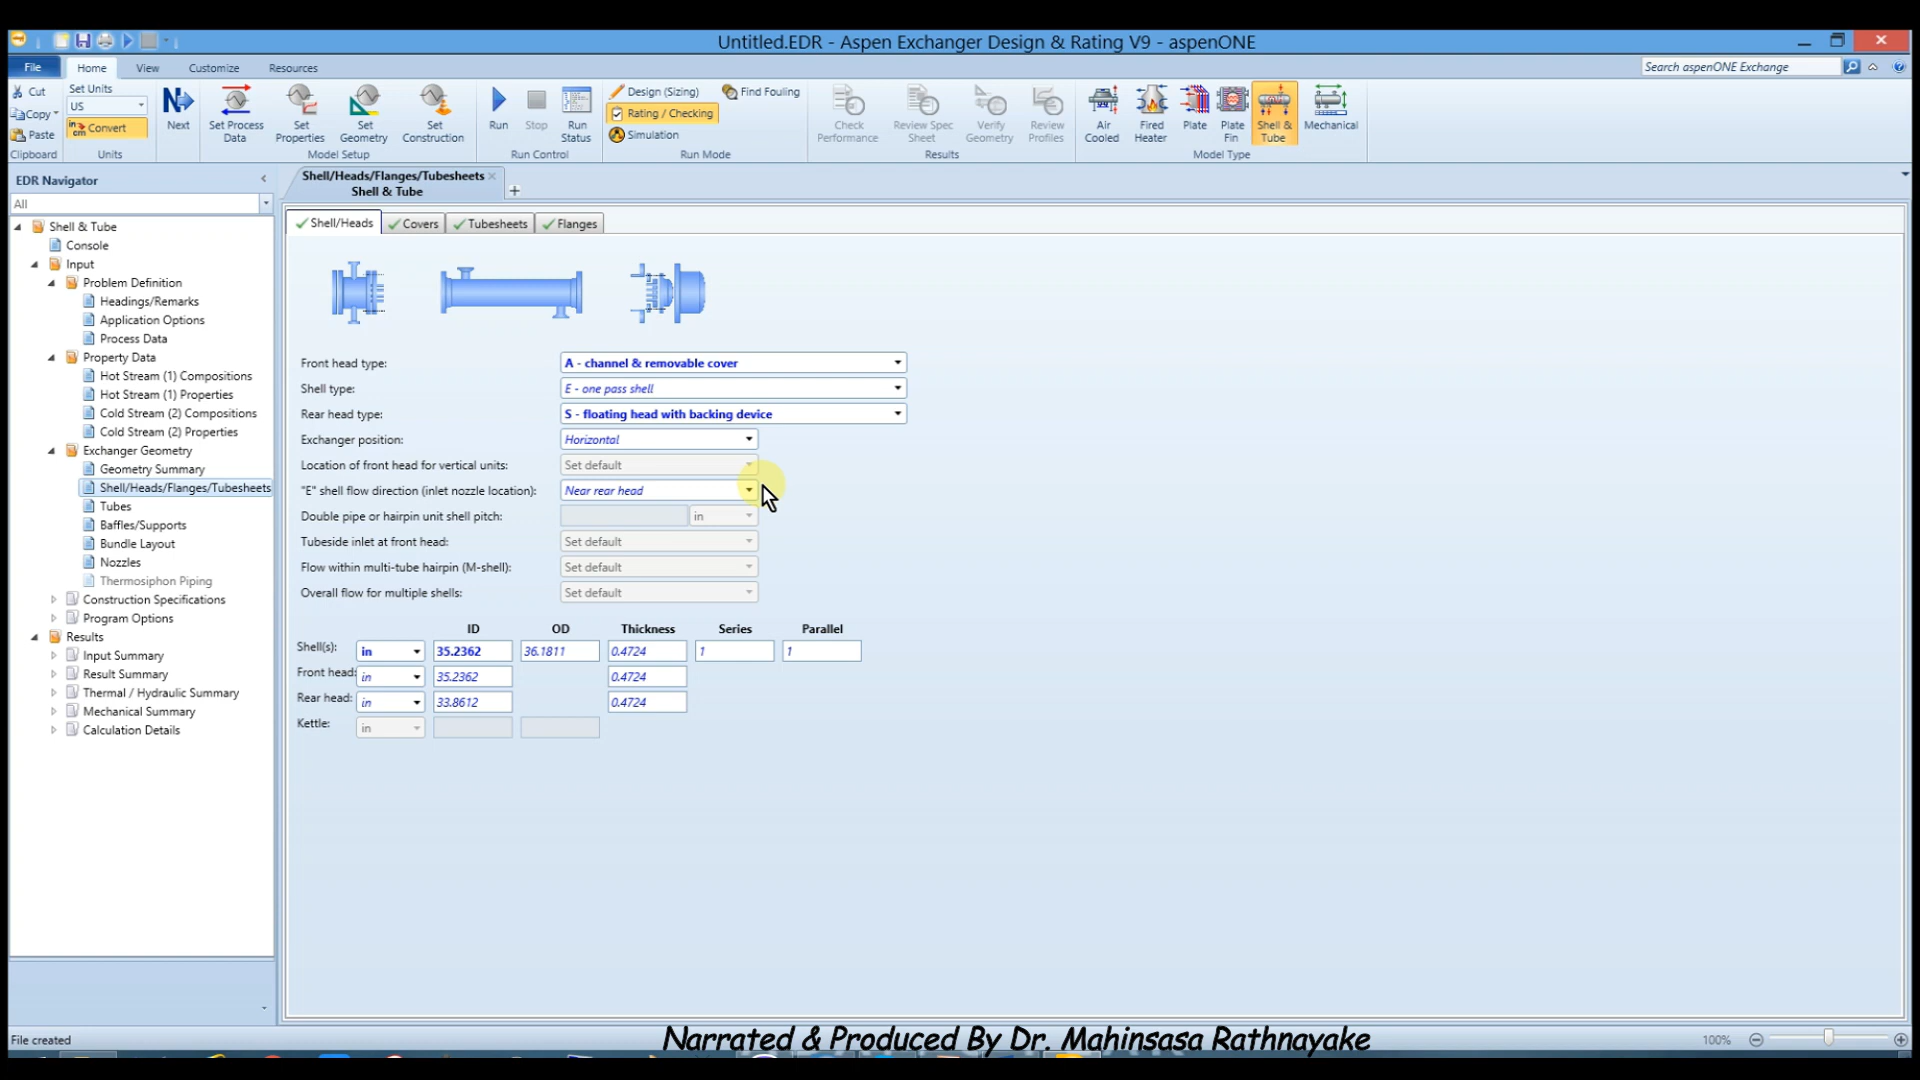 Untitled.EDR - Aspen Exchanger Design & Rating V9 - aspenONE
File
Home
View
Customize
Resources
Search aspenONE Exchange
Cut
Copy
Paste
Clipboard
Set Units
US
Convert
Units
Next
Set Process Data
Set Properties
Set Geometry
Set Construction
Model Setup
Run
Stop
Run Status
Run Control
Design (Sizing)
Rating / Checking
Simulation
Find Fouling
Run Mode
Check Performance
Review Spec Sheet
Verify Geometry
Review Profiles
Results
Air Cooled
Fired Heater
Plate
Plate Fin
Shell & Tube
Mechanical
Model Type
EDR Navigator
All
Shell & Tube
Console
Input
Problem Definition
Headings/Remarks
Application Options
Process Data
Property Data
Hot Stream (1) Compositions
Hot Stream (1) Properties
Cold Stream (2) Compositions
Cold Stream (2) Properties
Exchanger Geometry
Geometry Summary
Shell/Heads/Flanges/Tubesheets
Tubes
Baffles/Supports
Bundle Layout
Nozzles
Thermosiphon Piping
Construction Specifications
Program Options
Results
Input Summary
Result Summary
Thermal / Hydraulic Summary
Mechanical Summary
Calculation Details
Shell/Heads/Flanges/Tubesheets
Shell & Tube
Shell/Heads
Covers
Tubesheets
Flanges
Front head type: A - channel & removable cover
Shell type: E - one pass shell
Rear head type: S - floating head with backing device
Exchanger position: Horizontal
Location of front head for vertical units: Set default
"E" shell flow direction (inlet nozzle location): Near rear head
Double pipe or hairpin unit shell pitch: in
Tubeside inlet at front head: Set default
Flow within multi-tube hairpin (M-shell): Set default
Overall flow for multiple shells: Set default
ID OD Thickness Series Parallel
Shell(s): in 35.2362 36.1811 0.4724 1 1
Front head: in 35.2362 0.4724
Rear head: in 33.8612 0.4724
Kettle: in
File created
Narrated & Produced By Dr. Mahinsasa Rathnayake
100%